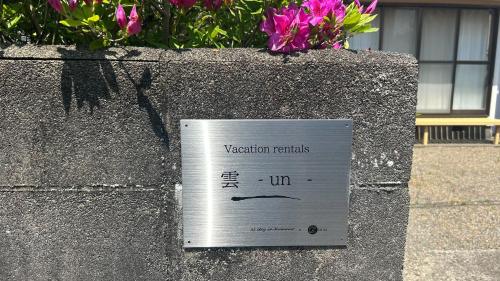 Vacation rentals
雲 - un -